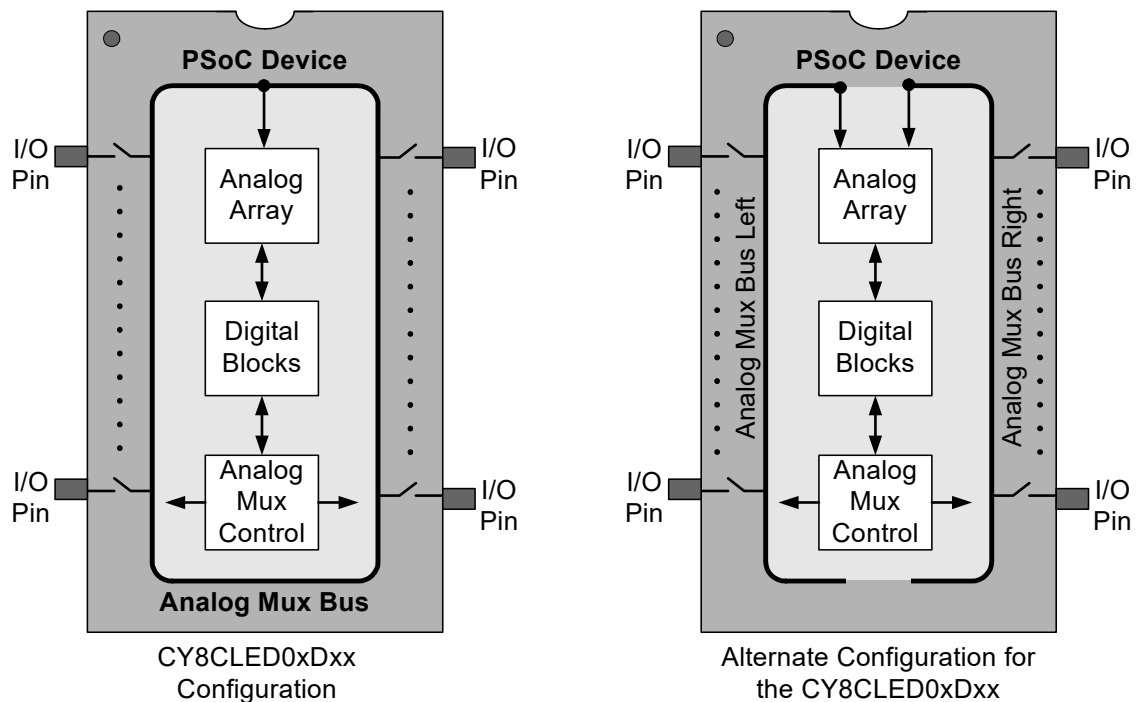 PSoC Device
I/O
Pin
I/O
Pin
Analog
Array
Digital
Blocks
I/O
Pin
I/O
Pin
Analog
Mux
Control
Analog Mux Bus
CY8CLED0xDxx
Configuration
PSoC Device
I/O
Pin
I/O
Pin
Analog
Array
Analog Mux Bus Left
Analog Mux Bus Right
Digital
Blocks
I/O
Pin
I/O
Pin
Analog
Mux
Control
Alternate Configuration for
the CY8CLED0xDxx